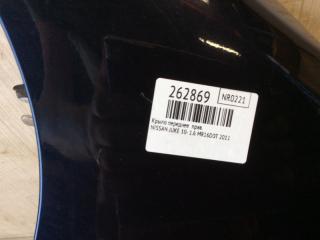 262869 NR0221
Крыло переднее прав.
NISSAN JUKE 10- 1.6 MR16DDT 2011